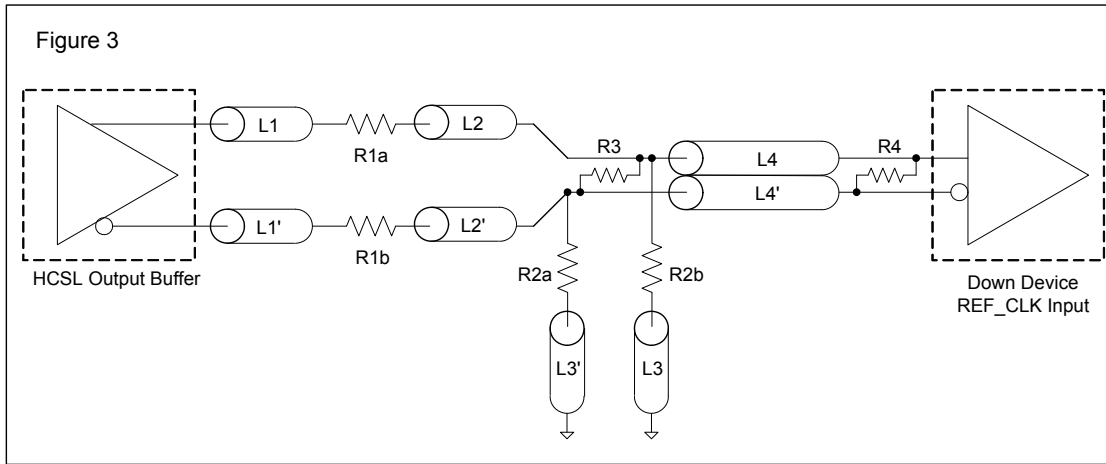 Figure 3
L1
R1a
L2
R3
L4
R4
L4'
L1'
R1b
L2'
HCSL Output Buffer
R2a
R2b
Down Device
REF_CLK Input
L3'
L3